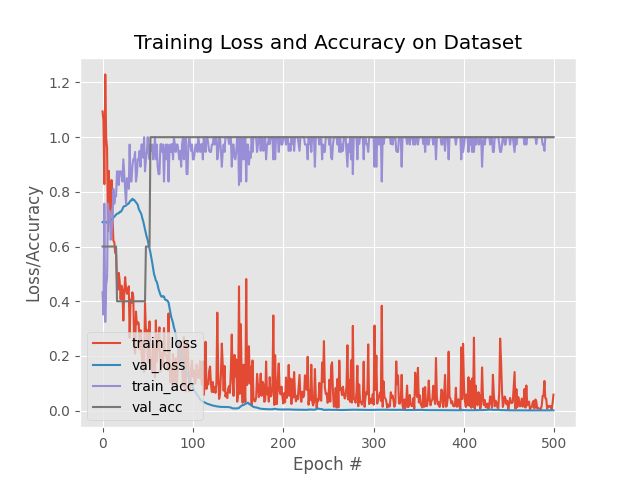 Training Loss and Accuracy on Dataset
Loss/Accuracy
1.2
1.0
0.8
0.6
0.4
0.2
0.0
train_loss
val_loss
train_acc
val_acc
0 100 200 300 400 500
Epoch #